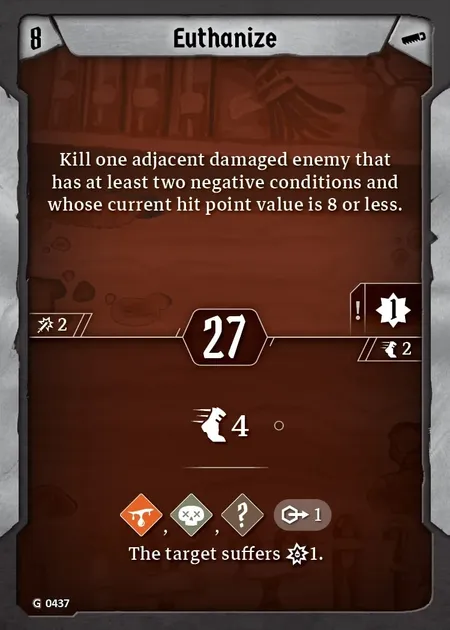 8
Euthanize
Kill one adjacent damaged enemy that
has at least two negative conditions and
whose current hit point value is 8 or less.
2
27
! 1
2
4
, , ? 1
The target suffers 1.
G 0437